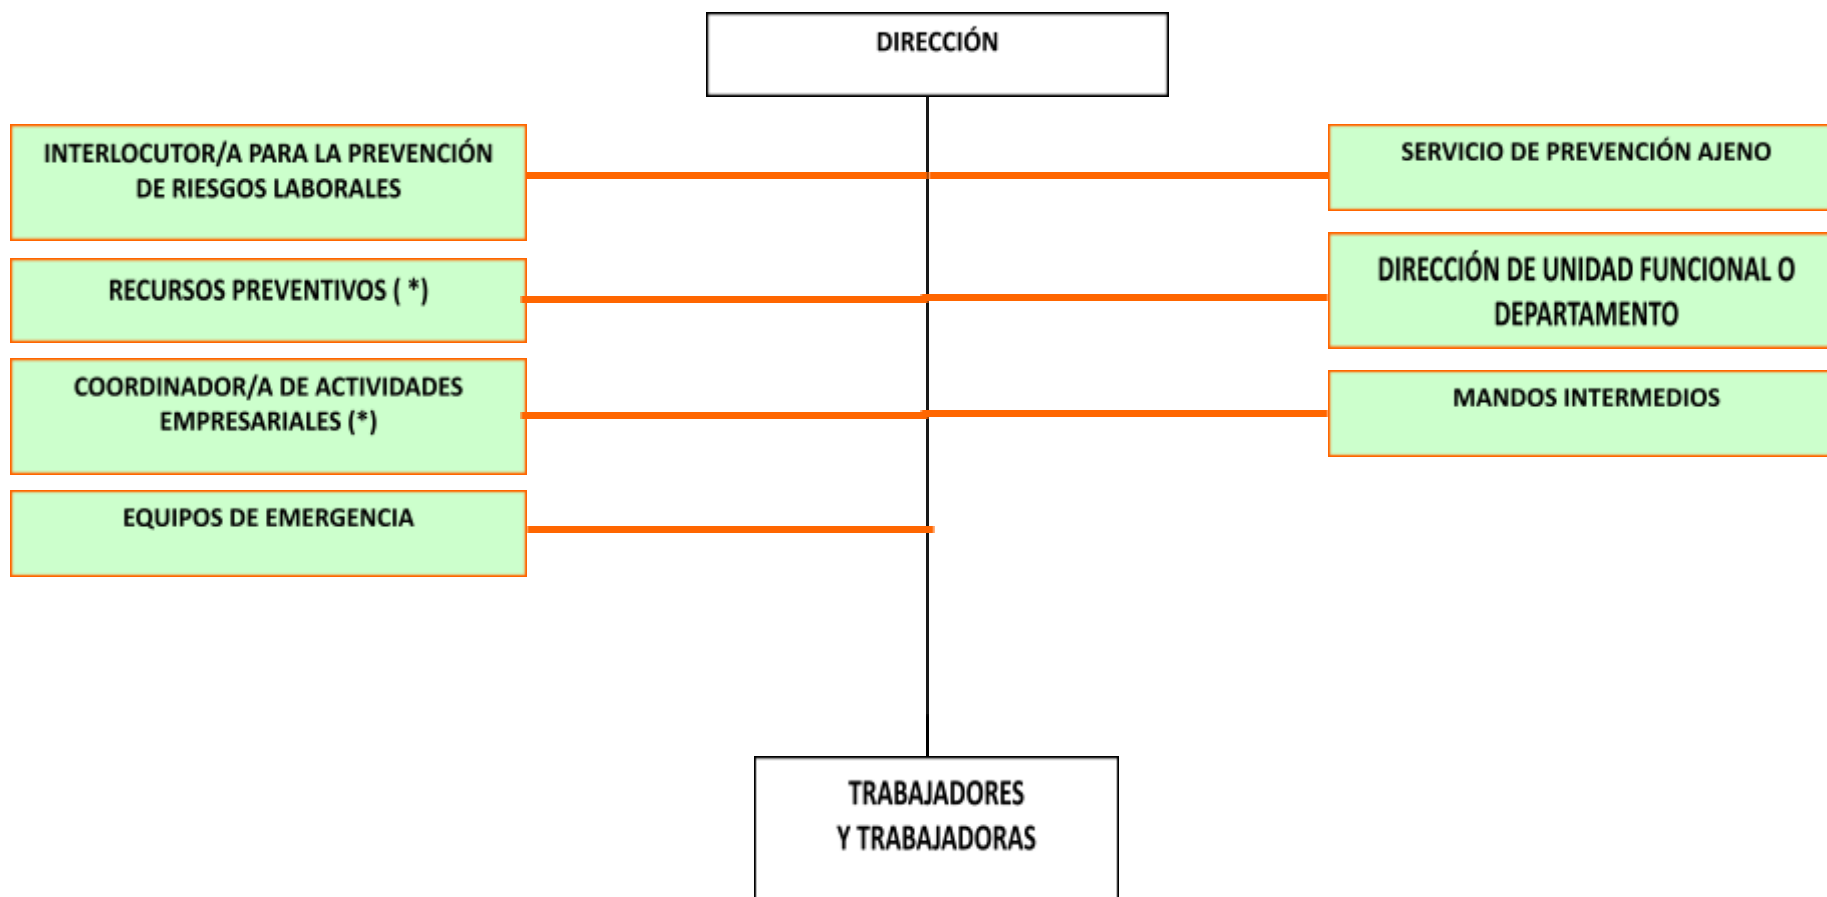 DIRECCIÓN
INTERLOCUTOR/A PARA LA PREVENCIÓN
DE RIESGOS LABORALES
SERVICIO DE PREVENCIÓN AJENO
RECURSOS PREVENTIVOS ( *)
DIRECCIÓN DE UNIDAD FUNCIONAL O
DEPARTAMENTO
COORDINADOR/A DE ACTIVIDADES
EMPRESARIALES (*)
MANDOS INTERMEDIOS
EQUIPOS DE EMERGENCIA
TRABAJADORES
Y TRABAJADORAS